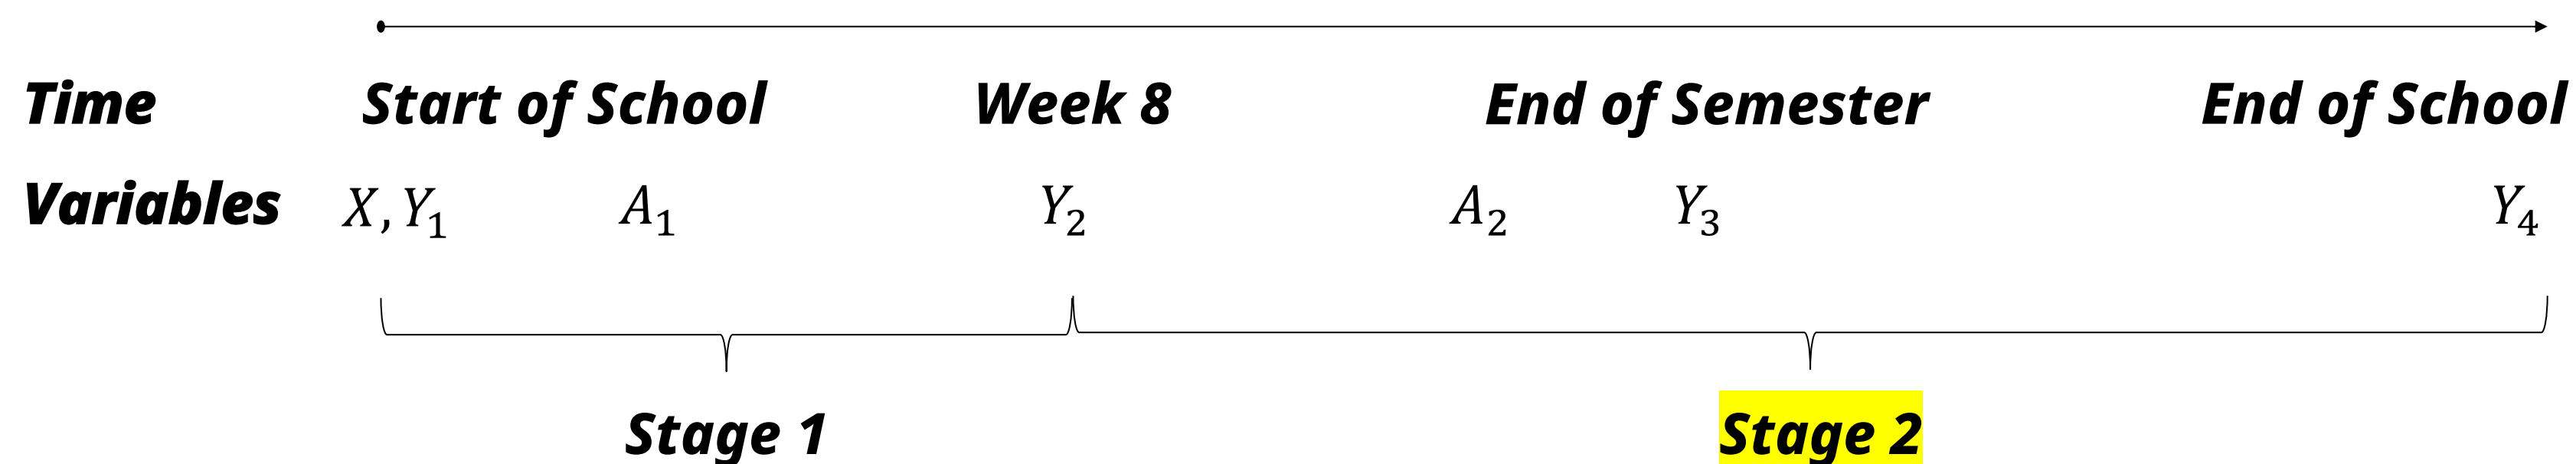 Time Start of School Week 8 End of Semester End of School
Variables X, Y₁ A₁ Y₂ A₂ Y₃ Y₄
Stage 1 Stage 2